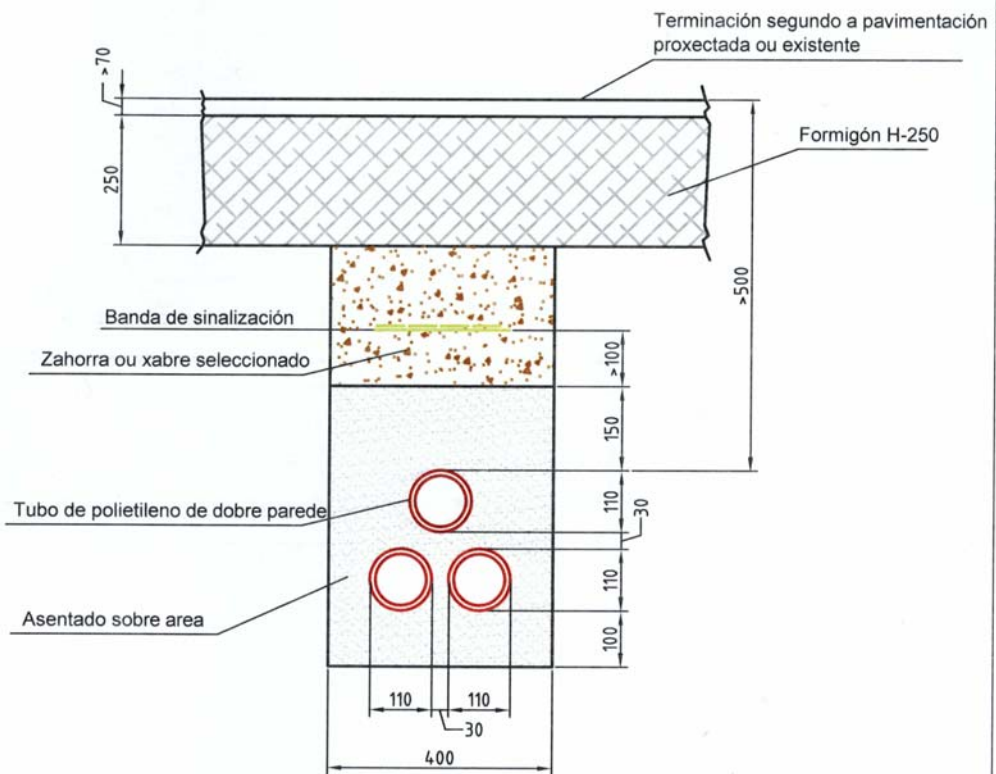 Terminación segundo a pavimentación
proxectada ou existente
>70
Formigón H-250
250
>500
Banda de sinalización
Zahorra ou xabre seleccionado
>100
150
Tubo de polietileno de dobre parede
110
30
110
Asentado sobre area
100
110
110
30
400